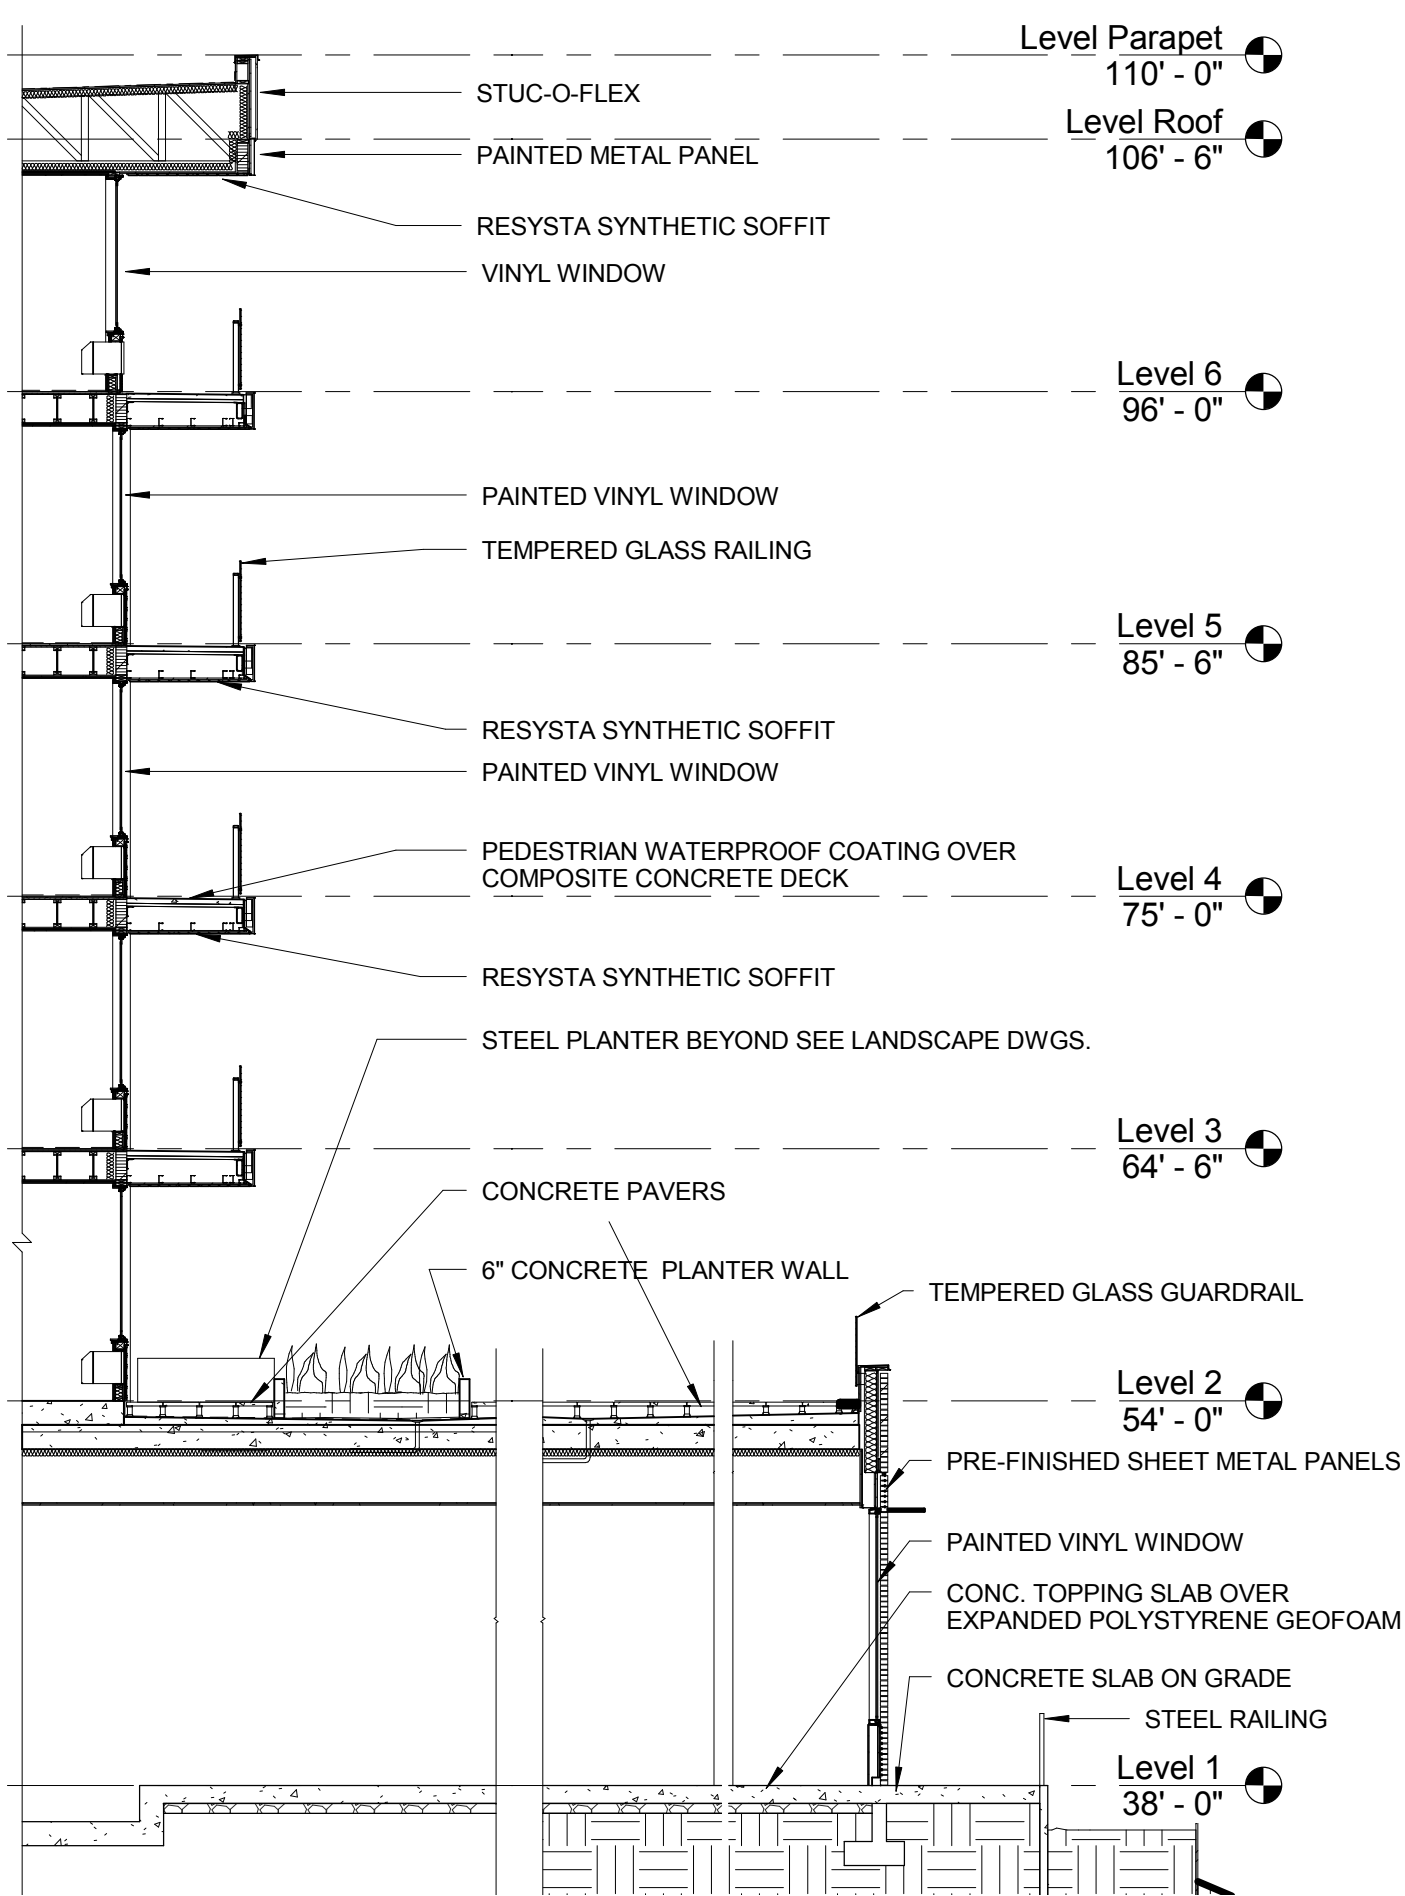 Level Parapet
110' - 0"
STUC-O-FLEX
Level Roof
106' - 6"
PAINTED METAL PANEL
RESYSTA SYNTHETIC SOFFIT
VINYL WINDOW
Level 6
96' - 0"
PAINTED VINYL WINDOW
TEMPERED GLASS RAILING
Level 5
85' - 6"
RESYSTA SYNTHETIC SOFFIT
PAINTED VINYL WINDOW
PEDESTRIAN WATERPROOF COATING OVER
COMPOSITE CONCRETE DECK
Level 4
75' - 0"
RESYSTA SYNTHETIC SOFFIT
STEEL PLANTER BEYOND SEE LANDSCAPE DWGS.
Level 3
64' - 6"
CONCRETE PAVERS
6" CONCRETE PLANTER WALL
TEMPERED GLASS GUARDRAIL
Level 2
54' - 0"
PRE-FINISHED SHEET METAL PANELS
PAINTED VINYL WINDOW
CONC. TOPPING SLAB OVER
EXPANDED POLYSTYRENE GEOFOAM
CONCRETE SLAB ON GRADE
STEEL RAILING
Level 1
38' - 0"